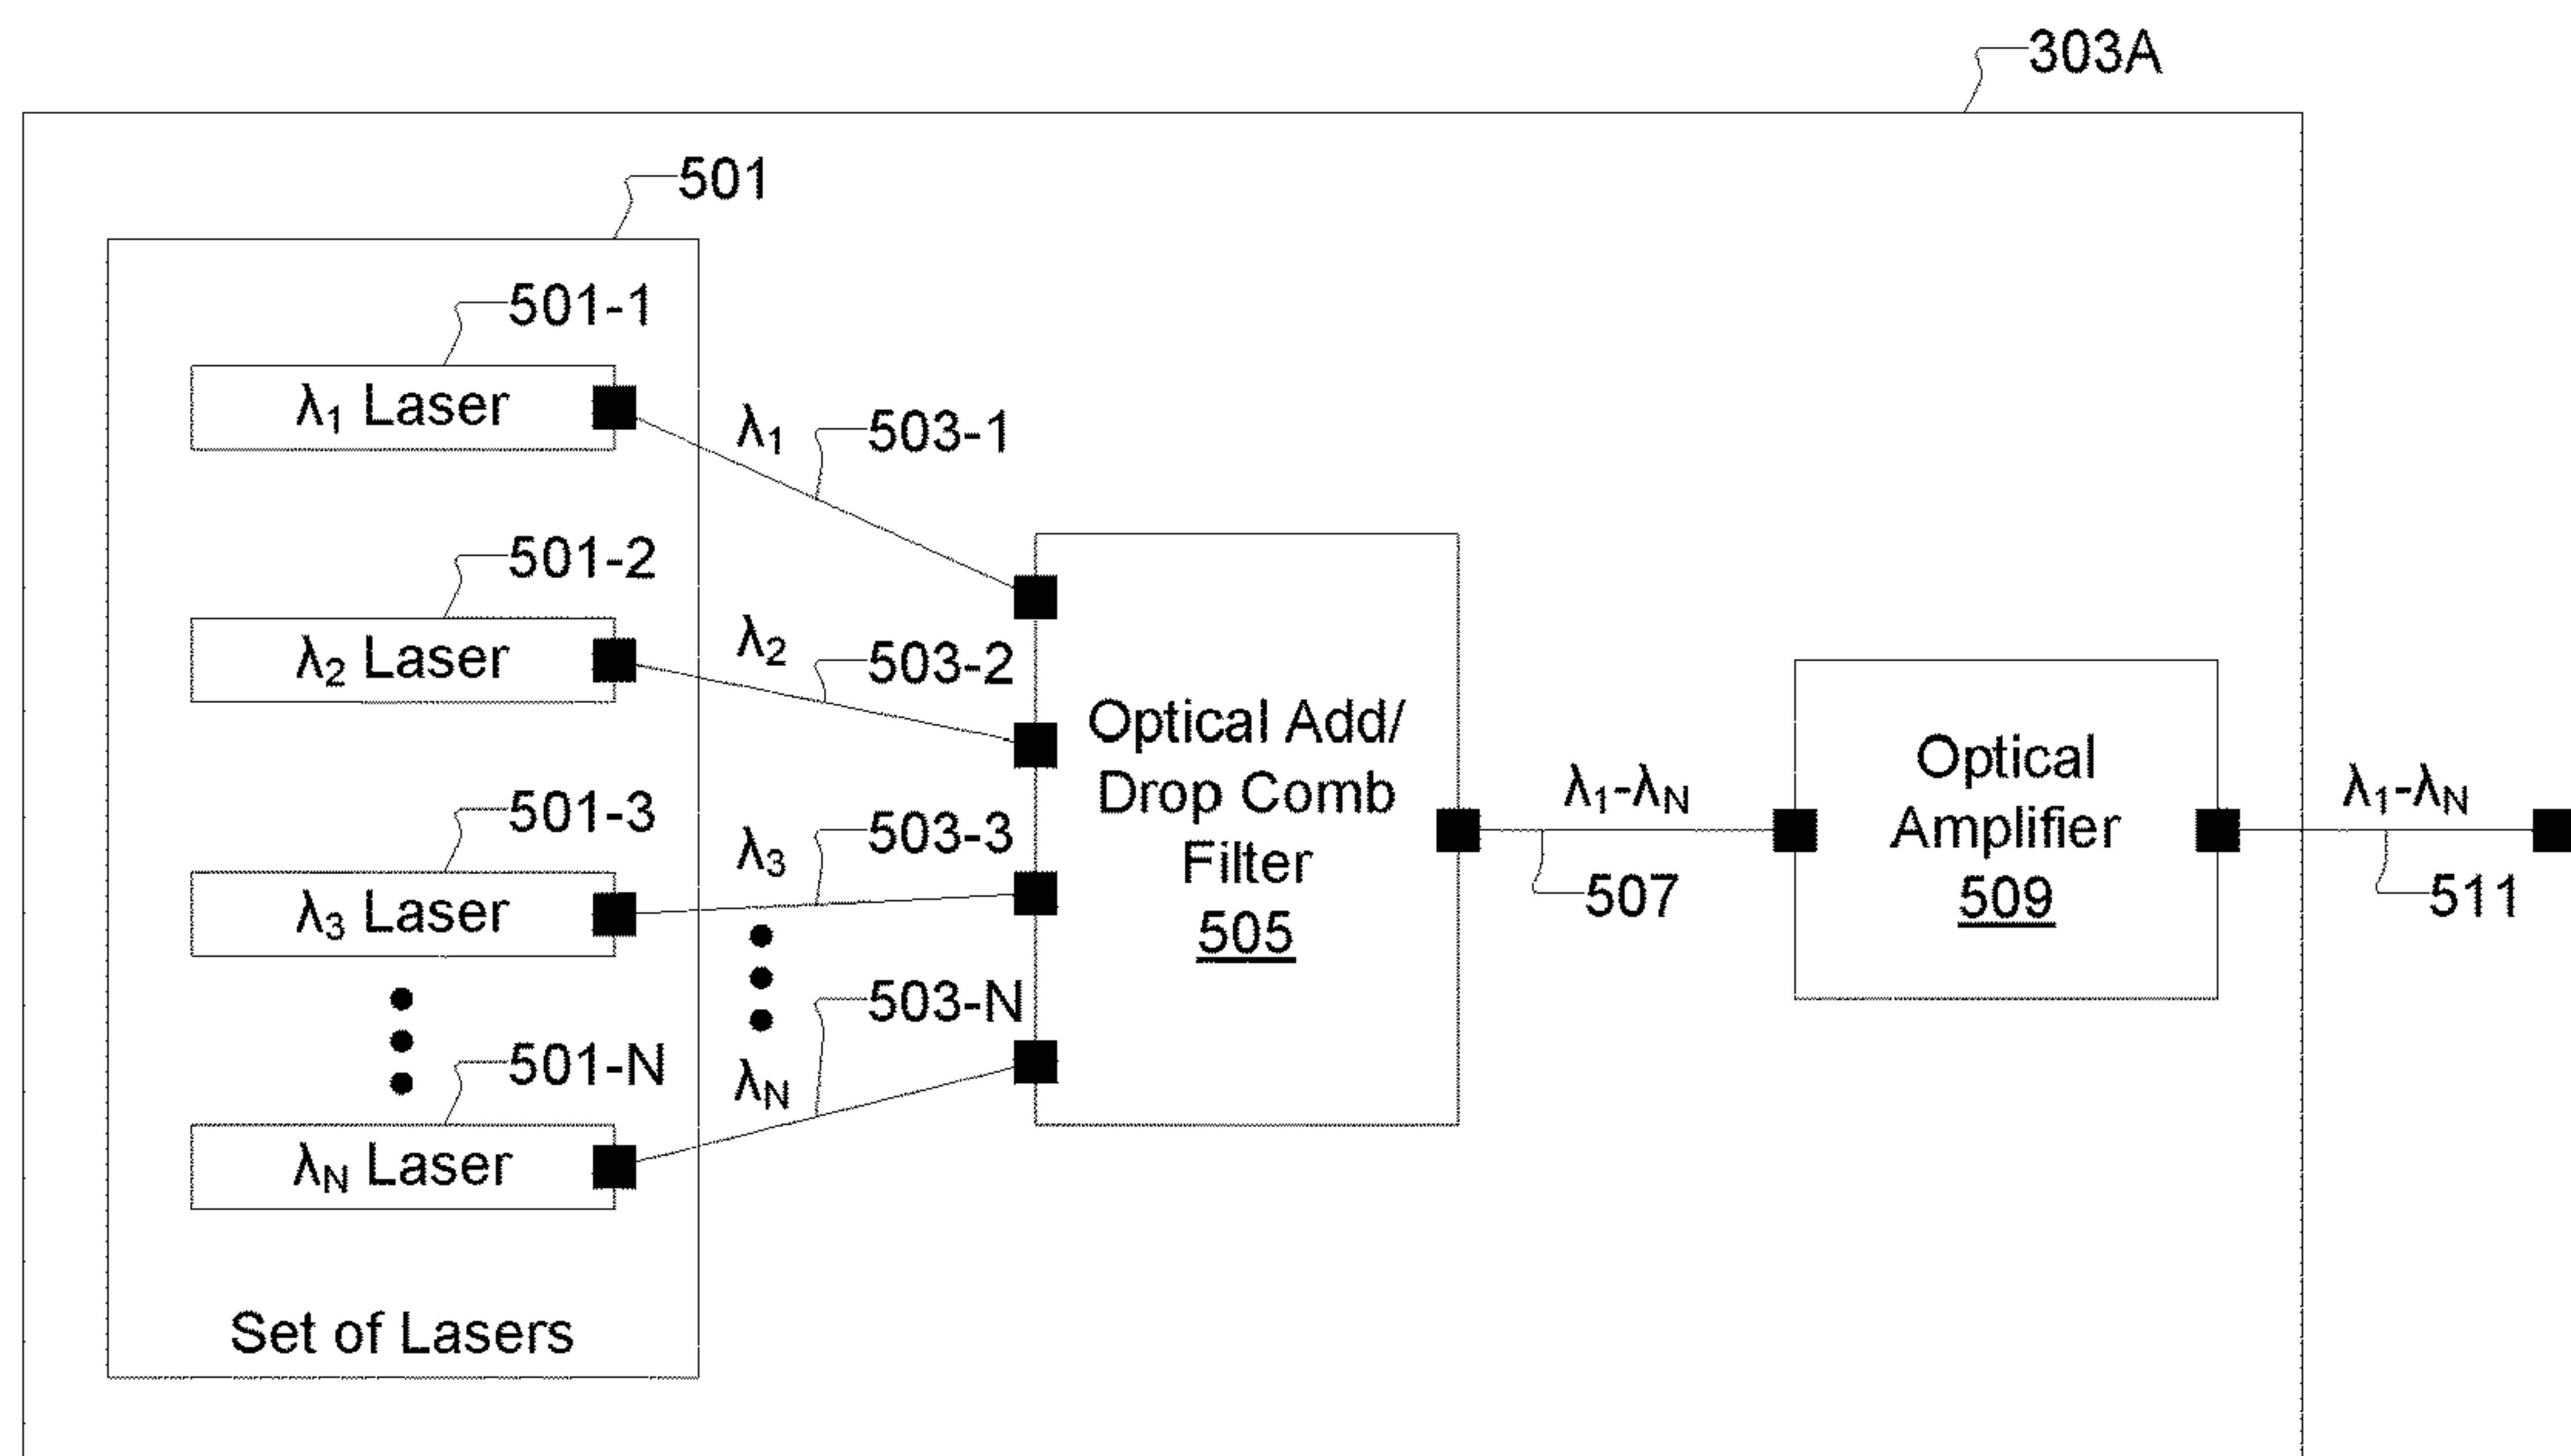 303A
501
501-1
λ₁ Laser
λ₁
503-1
501-2
λ₂ Laser
λ₂
503-2
501-3
λ₃ Laser
λ₃
503-3
501-N
λN Laser
λN
503-N
Set of Lasers
Optical Add/
Drop Comb
Filter
505
λ₁-λN
507
Optical
Amplifier
509
λ₁-λN
511